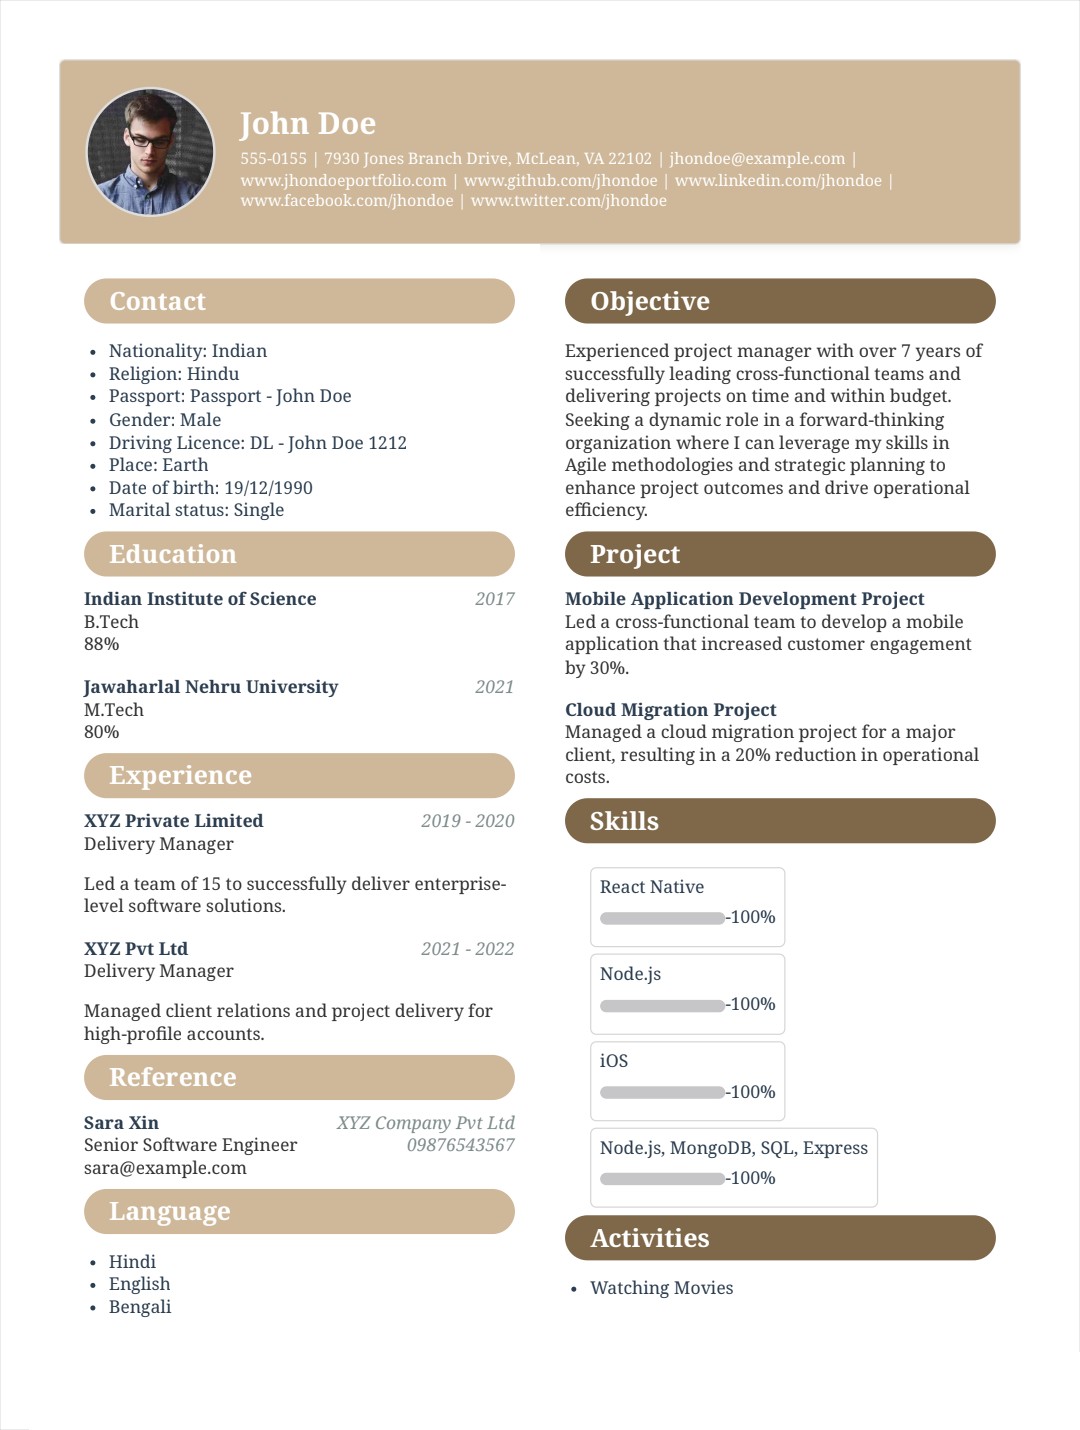 John Doe
555-0155 | 7930 Jones Branch Drive, McLean, VA 22102 | jhondoe@example.com |
www.jhondoeportfolio.com | www.github.com/jhondoe | www.linkedin.com/jhondoe |
www.facebook.com/jhondoe | www.twitter.com/jhondoe
Contact
• Nationality: Indian
• Religion: Hindu
• Passport: Passport - John Doe
• Gender: Male
• Driving Licence: DL - John Doe 1212
• Place: Earth
• Date of birth: 19/12/1990
• Marital status: Single
Education
Indian Institute of Science 2017
B.Tech
88%
Jawaharlal Nehru University 2021
M.Tech
80%
Experience
XYZ Private Limited 2019 - 2020
Delivery Manager
Led a team of 15 to successfully deliver enterprise-
level software solutions.
XYZ Pvt Ltd 2021 - 2022
Delivery Manager
Managed client relations and project delivery for
high-profile accounts.
Reference
Sara Xin XYZ Company Pvt Ltd
Senior Software Engineer 09876543567
sara@example.com
Language
• Hindi
• English
• Bengali
Objective
Experienced project manager with over 7 years of
successfully leading cross-functional teams and
delivering projects on time and within budget.
Seeking a dynamic role in a forward-thinking
organization where I can leverage my skills in
Agile methodologies and strategic planning to
enhance project outcomes and drive operational
efficiency.
Project
Mobile Application Development Project
Led a cross-functional team to develop a mobile
application that increased customer engagement
by 30%.
Cloud Migration Project
Managed a cloud migration project for a major
client, resulting in a 20% reduction in operational
costs.
Skills
React Native
-100%
Node.js
-100%
iOS
-100%
Node.js, MongoDB, SQL, Express
-100%
Activities
• Watching Movies